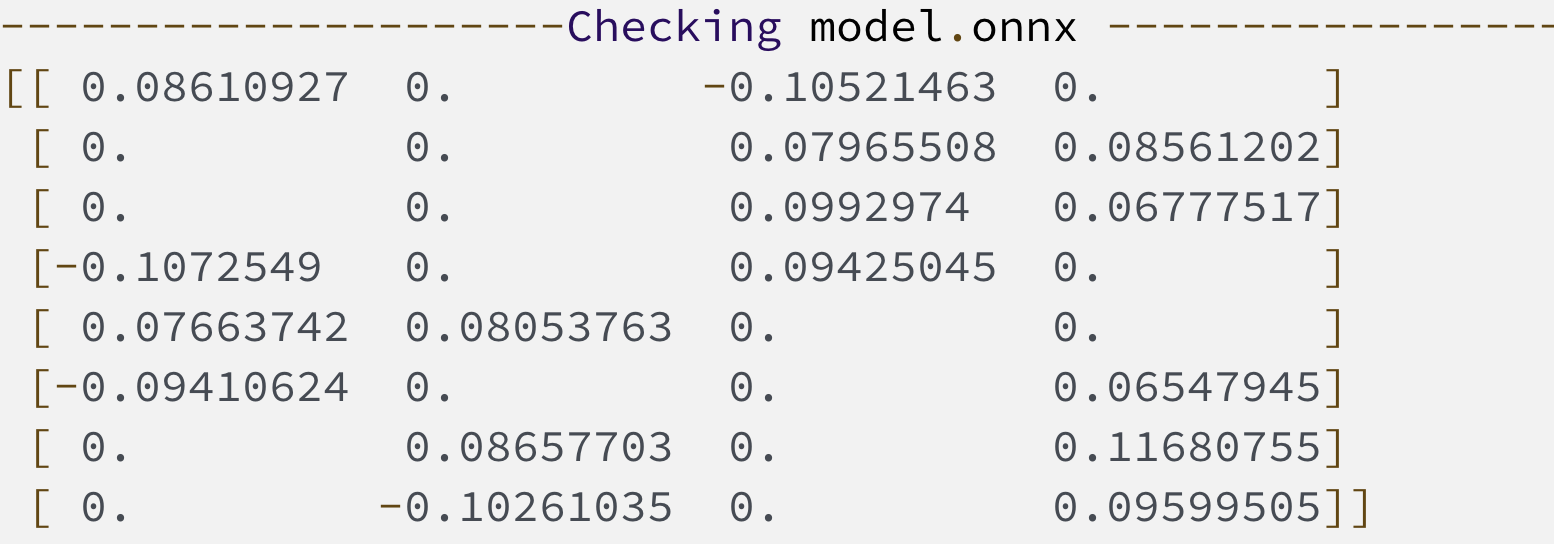 ---------------------Checking model.onnx -----------------
[[ 0.08610927  0.         -0.10521463  0.        ]
 [ 0.          0.          0.07965508  0.08561202]
 [ 0.          0.          0.0992974   0.06777517]
 [-0.1072549   0.          0.09425045  0.        ]
 [ 0.07663742  0.08053763  0.          0.        ]
 [-0.09410624  0.          0.          0.06547945]
 [ 0.          0.08657703  0.          0.11680755]
 [ 0.         -0.10261035  0.          0.09599505]]